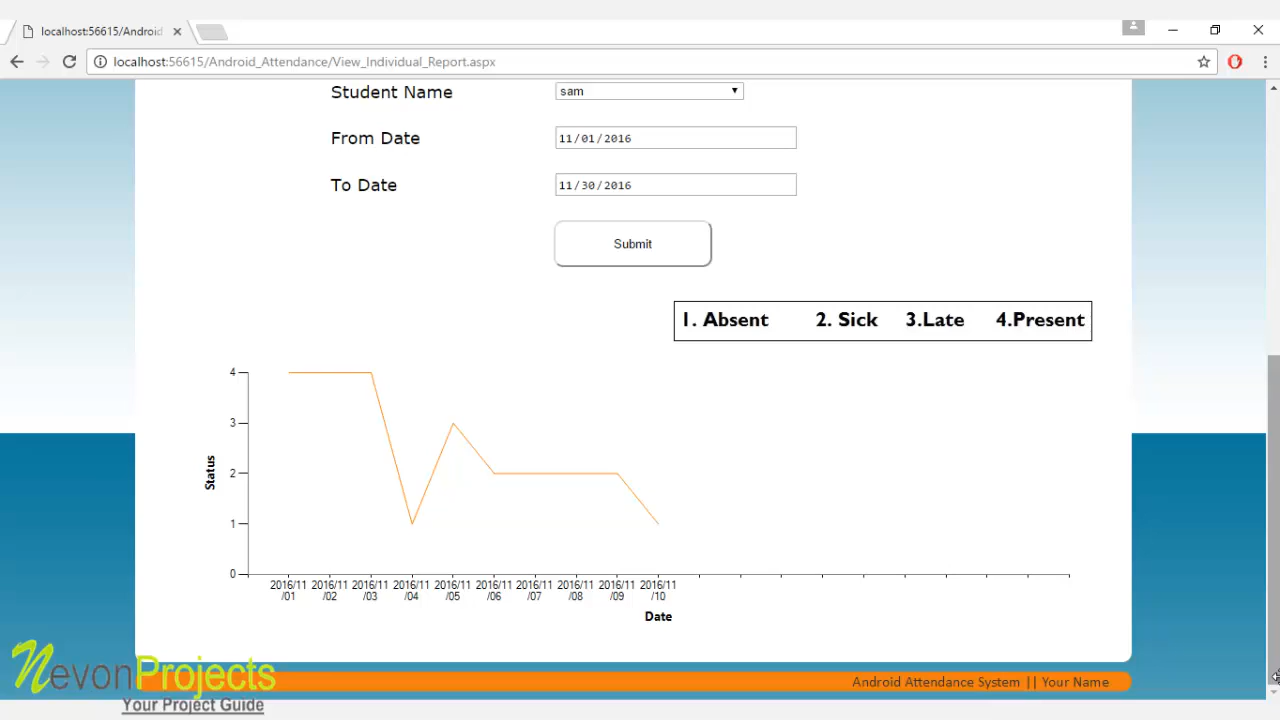 localhost:56615/Android
localhost:56615/Android_Attendance/View_Individual_Report.aspx
Student Name sam
From Date 11/01/2016
To Date 11/30/2016
Submit
1. Absent 2. Sick 3.Late 4.Present
4
3
2
1
0
Status
2016/11 2016/11 2016/11 2016/11 2016/11 2016/11 2016/11 2016/11 2016/11 2016/11
/01 /02 /03 /04 /05 /06 /07 /08 /09 /10
Date
NevonProjects
Your Project Guide
Android Attendance System || Your Name